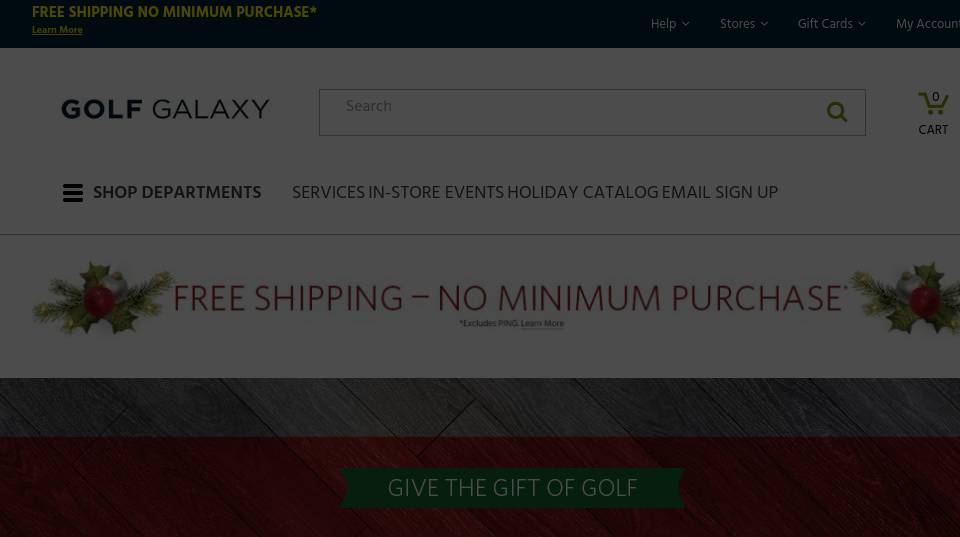 FREE SHIPPING NO MINIMUM PURCHASE*
Learn More
Help
Stores
Gift Cards
My Account
GOLF GALAXY
Search
0
CART
SHOP DEPARTMENTS
SERVICES IN-STORE EVENTS HOLIDAY CATALOG EMAIL SIGN UP
FREE SHIPPING – NO MINIMUM PURCHASE*
*Excludes PING. Learn More
GIVE THE GIFT OF GOLF